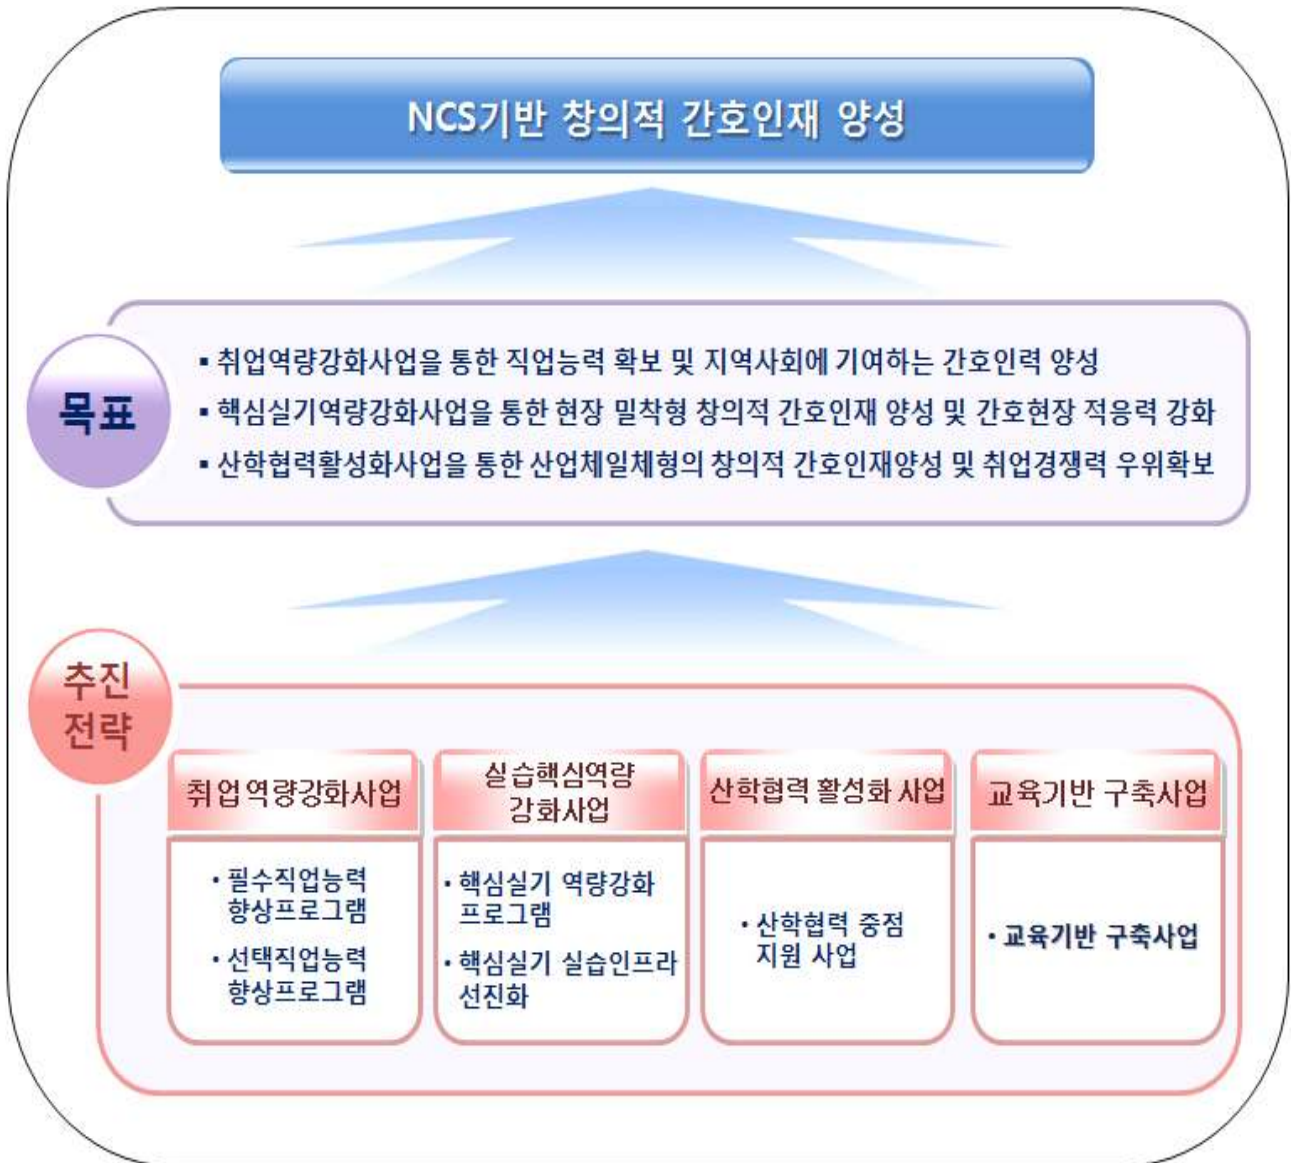 NCS기반 창의적 간호인재 양성
목표
▪ 취업역량강화사업을 통한 직업능력 확보 및 지역사회에 기여하는 간호인력 양성
▪ 핵심실기역량강화사업을 통한 현장 밀착형 창의적 간호인재 양성 및 간호현장 적응력 강화
▪ 산학협력활성화사업을 통한 산업체일체형의 창의적 간호인재양성 및 취업경쟁력 우위확보
추진
전략
취업역량강화사업
• 필수직업능력
향상프로그램
• 선택직업능력
향상프로그램
실습핵심역량
강화사업
• 핵심실기 역량강화
프로그램
• 핵심실기 실습인프라
선진화
산학협력 활성화 사업
• 산학협력 중점
지원 사업
교육기반 구축사업
• 교육기반 구축사업